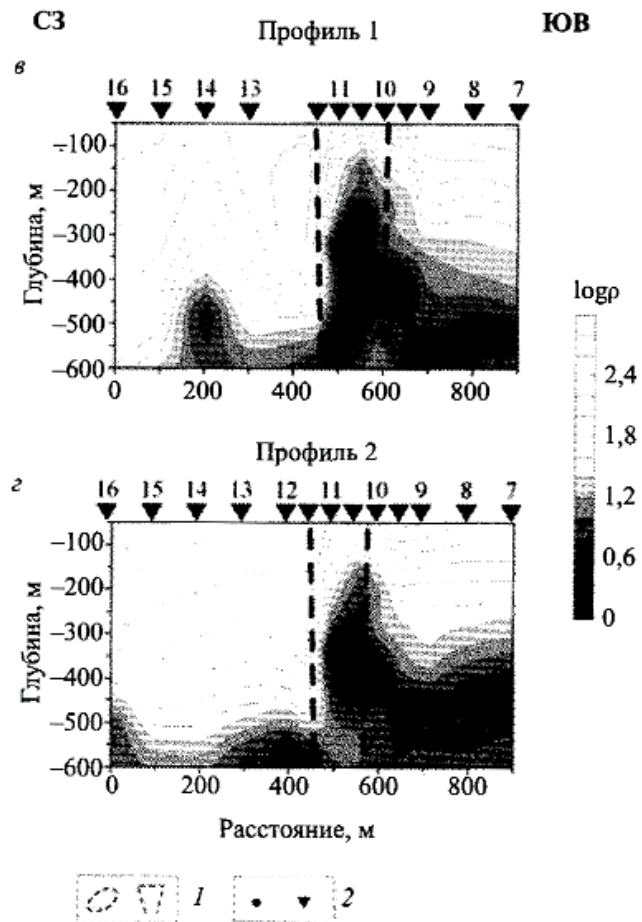 СЗ Профиль 1 ЮВ
в
16 15 14 13 11 10 9 8 7
–100
–200
–300
–400
–500
–600
Глубина, м
0 200 400 600 800
logρ
2,4
1,8
1,2
0,6
0
Профиль 2
г
16 15 14 13 12 11 10 9 8 7
–100
–200
–300
–400
–500
–600
Глубина, м
0 200 400 600 800
Расстояние, м
1 2